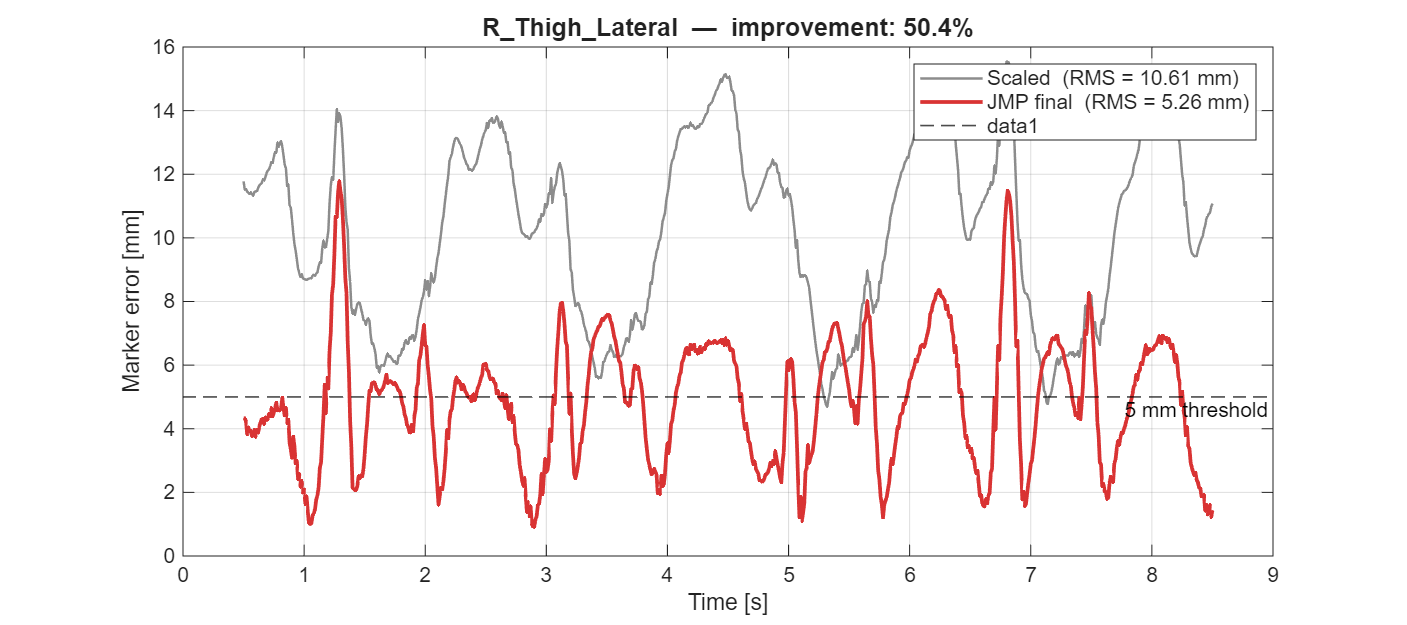 R_Thigh_Lateral — improvement: 50.4%
16
14
12
10
8
6
4
2
0
Marker error [mm]
Scaled (RMS = 10.61 mm)
JMP final (RMS = 5.26 mm)
data1
5 mm threshold
0 1 2 3 4 5 6 7 8 9
Time [s]